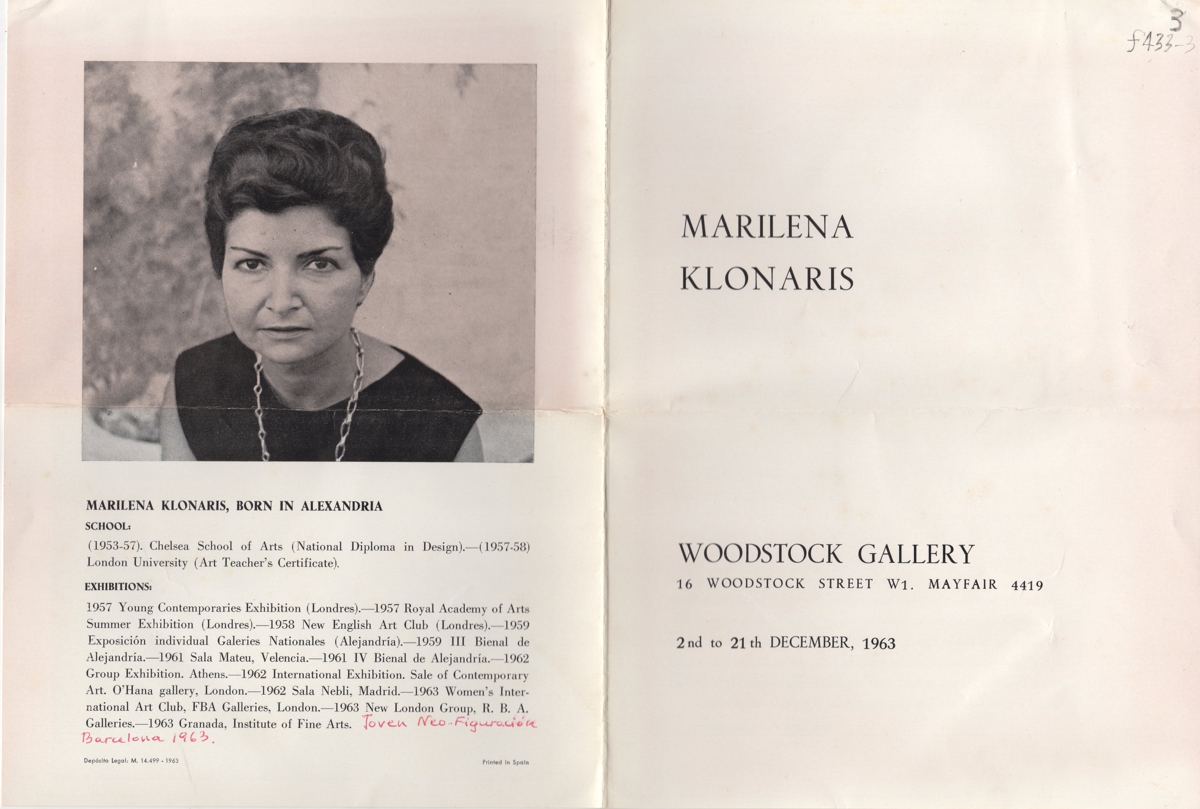 MARILENA KLONARIS, BORN IN ALEXANDRIA
SCHOOL:
(1953-57). Chelsea School of Arts (National Diploma in Design).—(1957-58)
London University (Art Teacher's Certificate).
EXHIBITIONS:
1957 Young Contemporaries Exhibition (Londres).—1957 Royal Academy of Arts
Summer Exhibition (Londres).—1958 New English Art Club (Londres).—1959
Exposición individual Galeries Nationales (Alejandría).—1959 III Bienal de
Alejandría.—1961 Sala Mateu, Velencia.—1961 IV Bienal de Alejandría.—1962
Group Exhibition. Athens.—1962 International Exhibition. Sale of Contemporary
Art. O'Hana gallery, London.—1962 Sala Nebli, Madrid.—1963 Women's Inter-
national Art Club, FBA Galleries, London.—1963 New London Group, R. B. A.
Galleries.—1963 Granada, Institute of Fine Arts. Joven Neo-Figuración
Barcelona 1963.
Depósito Legal: M. 14.499 - 1963
Printed in Spain
3
f433-3
MARILENA
KLONARIS
WOODSTOCK GALLERY
16 WOODSTOCK STREET W1. MAYFAIR 4419
2nd to 21th DECEMBER, 1963